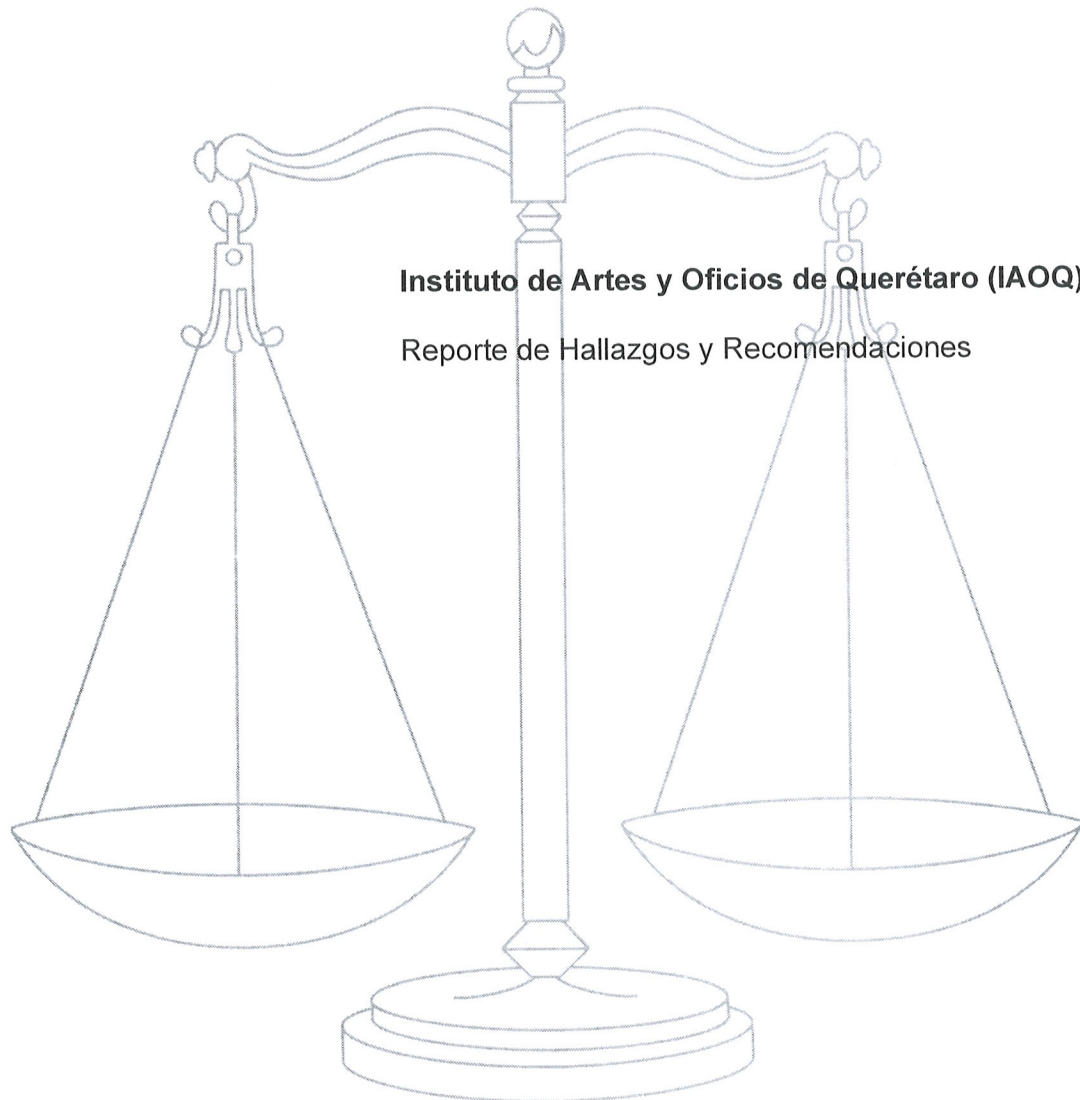 Instituto de Artes y Oficios de Querétaro (IAOQ)
Reporte de Hallazgos y Recomendaciones